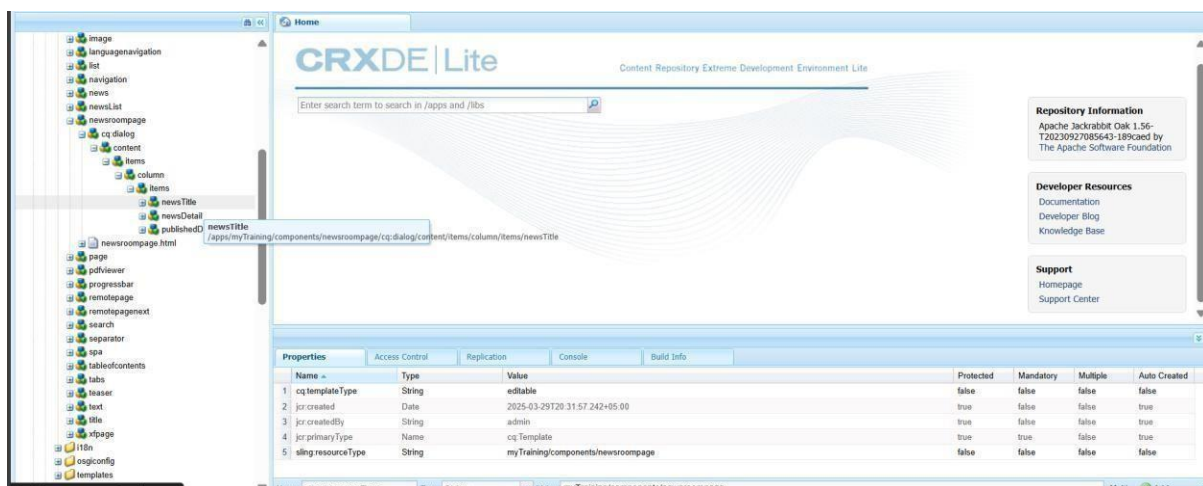 image
languagenavigation
list
navigation
news
newsList
newsroompage
cq:dialog
content
items
column
items
newsTitle
newsDetail
publishedD
newsroompage.html
page
pdfviewer
progressbar
remotepage
remotepagenext
search
separator
spa
tableofcontents
tabs
teaser
text
title
xfpage
i18n
osgiconfig
templates
newsTitle
/apps/myTraining/components/newsroompage/cq:dialog/content/items/column/items/newsTitle
Home
CRXDE | Lite
Content Repository Extreme Development Environment Lite
Enter search term to search in /apps and /libs
Repository Information
Apache Jackrabbit Oak 1.56-
T20230927085643-189caed by
The Apache Software Foundation
Developer Resources
Documentation
Developer Blog
Knowledge Base
Support
Homepage
Support Center
Properties Access Control Replication Console Build Info
Name Type Value Protected Mandatory Multiple Auto Created
1 cq:templateType String editable false false false false
2 jcr:created Date 2025-03-29T20:31:57.242+05:00 true false false true
3 jcr:createdBy String admin true false false true
4 jcr:primaryType Name cq:Template true true false true
5 sling:resourceType String myTraining/components/newsroompage false false false false